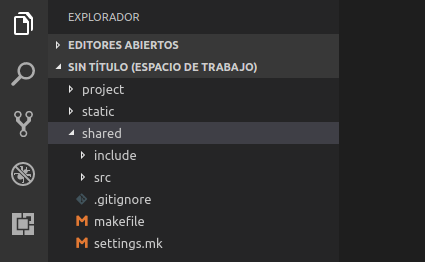 EXPLORADOR
EDITORES ABIERTOS
SIN TÍTULO (ESPACIO DE TRABAJO)
project
static
shared
include
src
.gitignore
makefile
settings.mk